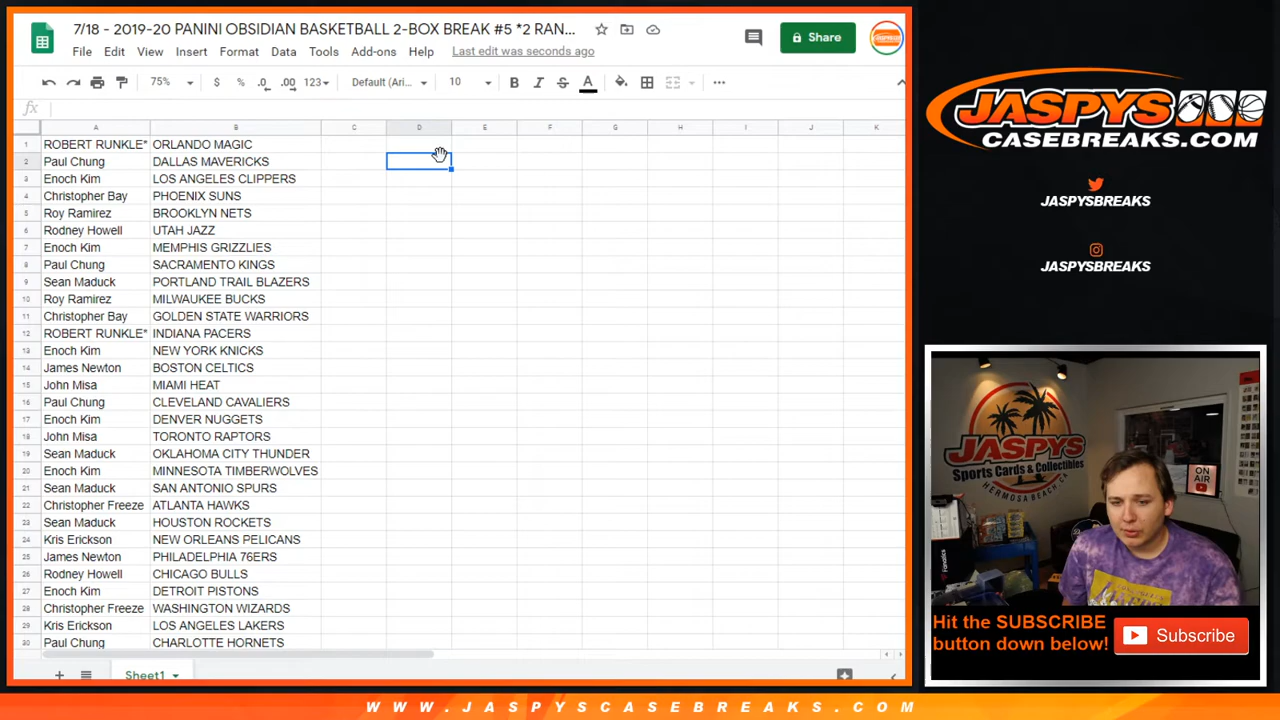 7/18 - 2019-20 PANINI OBSIDIAN BASKETBALL 2-BOX BREAK #5 *2 RAN...
File Edit View Insert Format Data Tools Add-ons Help Last edit was seconds ago
Share
75% $ % .0 .00 123 Default (Ari... 10 B I S A
fx
A B C D E F G H I J K
1 ROBERT RUNKLE* ORLANDO MAGIC
2 Paul Chung DALLAS MAVERICKS
3 Enoch Kim LOS ANGELES CLIPPERS
4 Christopher Bay PHOENIX SUNS
5 Roy Ramirez BROOKLYN NETS
6 Rodney Howell UTAH JAZZ
7 Enoch Kim MEMPHIS GRIZZLIES
8 Paul Chung SACRAMENTO KINGS
9 Sean Maduck PORTLAND TRAIL BLAZERS
10 Roy Ramirez MILWAUKEE BUCKS
11 Christopher Bay GOLDEN STATE WARRIORS
12 ROBERT RUNKLE* INDIANA PACERS
13 Enoch Kim NEW YORK KNICKS
14 James Newton BOSTON CELTICS
15 John Misa MIAMI HEAT
16 Paul Chung CLEVELAND CAVALIERS
17 Enoch Kim DENVER NUGGETS
18 John Misa TORONTO RAPTORS
19 Sean Maduck OKLAHOMA CITY THUNDER
20 Enoch Kim MINNESOTA TIMBERWOLVES
21 Sean Maduck SAN ANTONIO SPURS
22 Christopher Freeze ATLANTA HAWKS
23 Sean Maduck HOUSTON ROCKETS
24 Kris Erickson NEW ORLEANS PELICANS
25 James Newton PHILADELPHIA 76ERS
26 Rodney Howell CHICAGO BULLS
27 Enoch Kim DETROIT PISTONS
28 Christopher Freeze WASHINGTON WIZARDS
29 Kris Erickson LOS ANGELES LAKERS
30 Paul Chung CHARLOTTE HORNETS
Sheet1
JASPYS
CASEBREAKS.COM
JASPYSBREAKS
JASPYSBREAKS
JASPYS
Sports Cards & Collectibles
HERMOSA BEACH, CA
ON
AIR
Fanatics
Hit the SUBSCRIBE
button down below!
Subscribe
WWW.JASPYSCASEBREAKS.COM